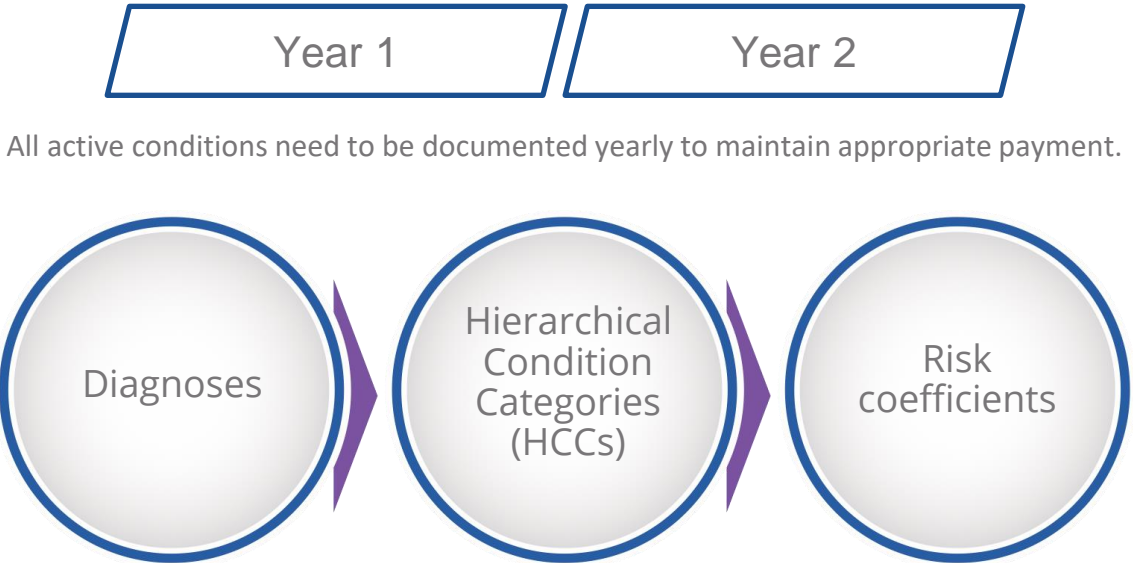 Year 1
Year 2
All active conditions need to be documented yearly to maintain appropriate payment.
Diagnoses
Hierarchical
Condition
Categories
(HCCs)
Risk
coefficients